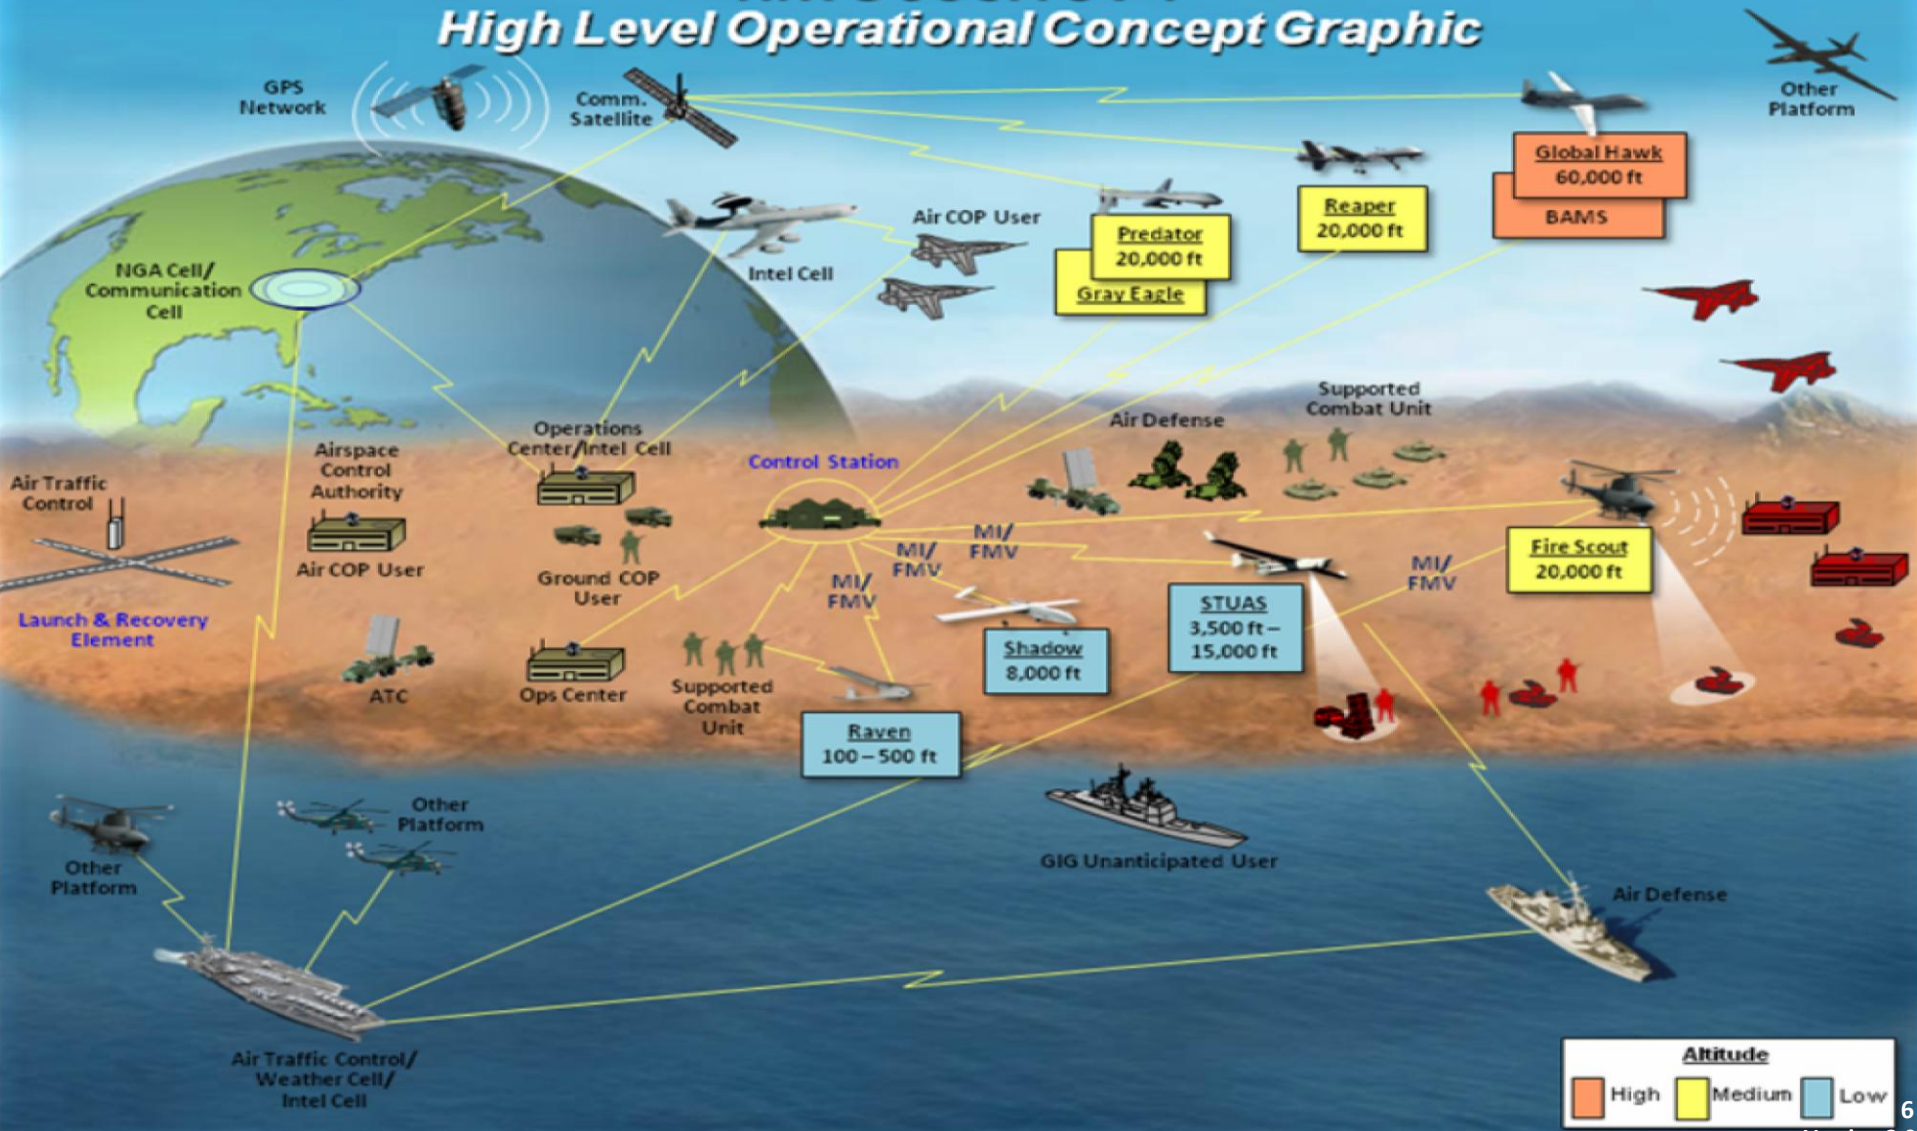 High Level Operational Concept Graphic
GPS
Network
Comm.
Satellite
Other
Platform
Global Hawk
60,000 ft
BAMS
Reaper
20,000 ft
Predator
20,000 ft
Gray Eagle
Air COP User
Intel Cell
NGA Cell/
Communication
Cell
Operations
Center/Intel Cell
Airspace
Control
Authority
Air COP User
Air Traffic
Control
Launch & Recovery
Element
Control Station
Air Defense
Supported
Combat Unit
Ground COP
User
MI/
FMV
MI/
FMV
MI/
FMV
MI/
FMV
Fire Scout
20,000 ft
STUAS
3,500 ft –
15,000 ft
Shadow
8,000 ft
ATC
Ops Center
Supported
Combat
Unit
Raven
100 – 500 ft
Other
Platform
Other
Platform
GIG Unanticipated User
Air Defense
Air Traffic Control/
Weather Cell/
Intel Cell
Altitude
High Medium Low
6